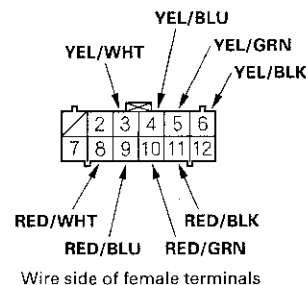 YEL/BLU
YEL/WHT
YEL/GRN
YEL/BLK
2 3 4 5 6
7 8 9 10 11 12
RED/WHT
RED/BLK
RED/BLU
RED/GRN
Wire side of female terminals